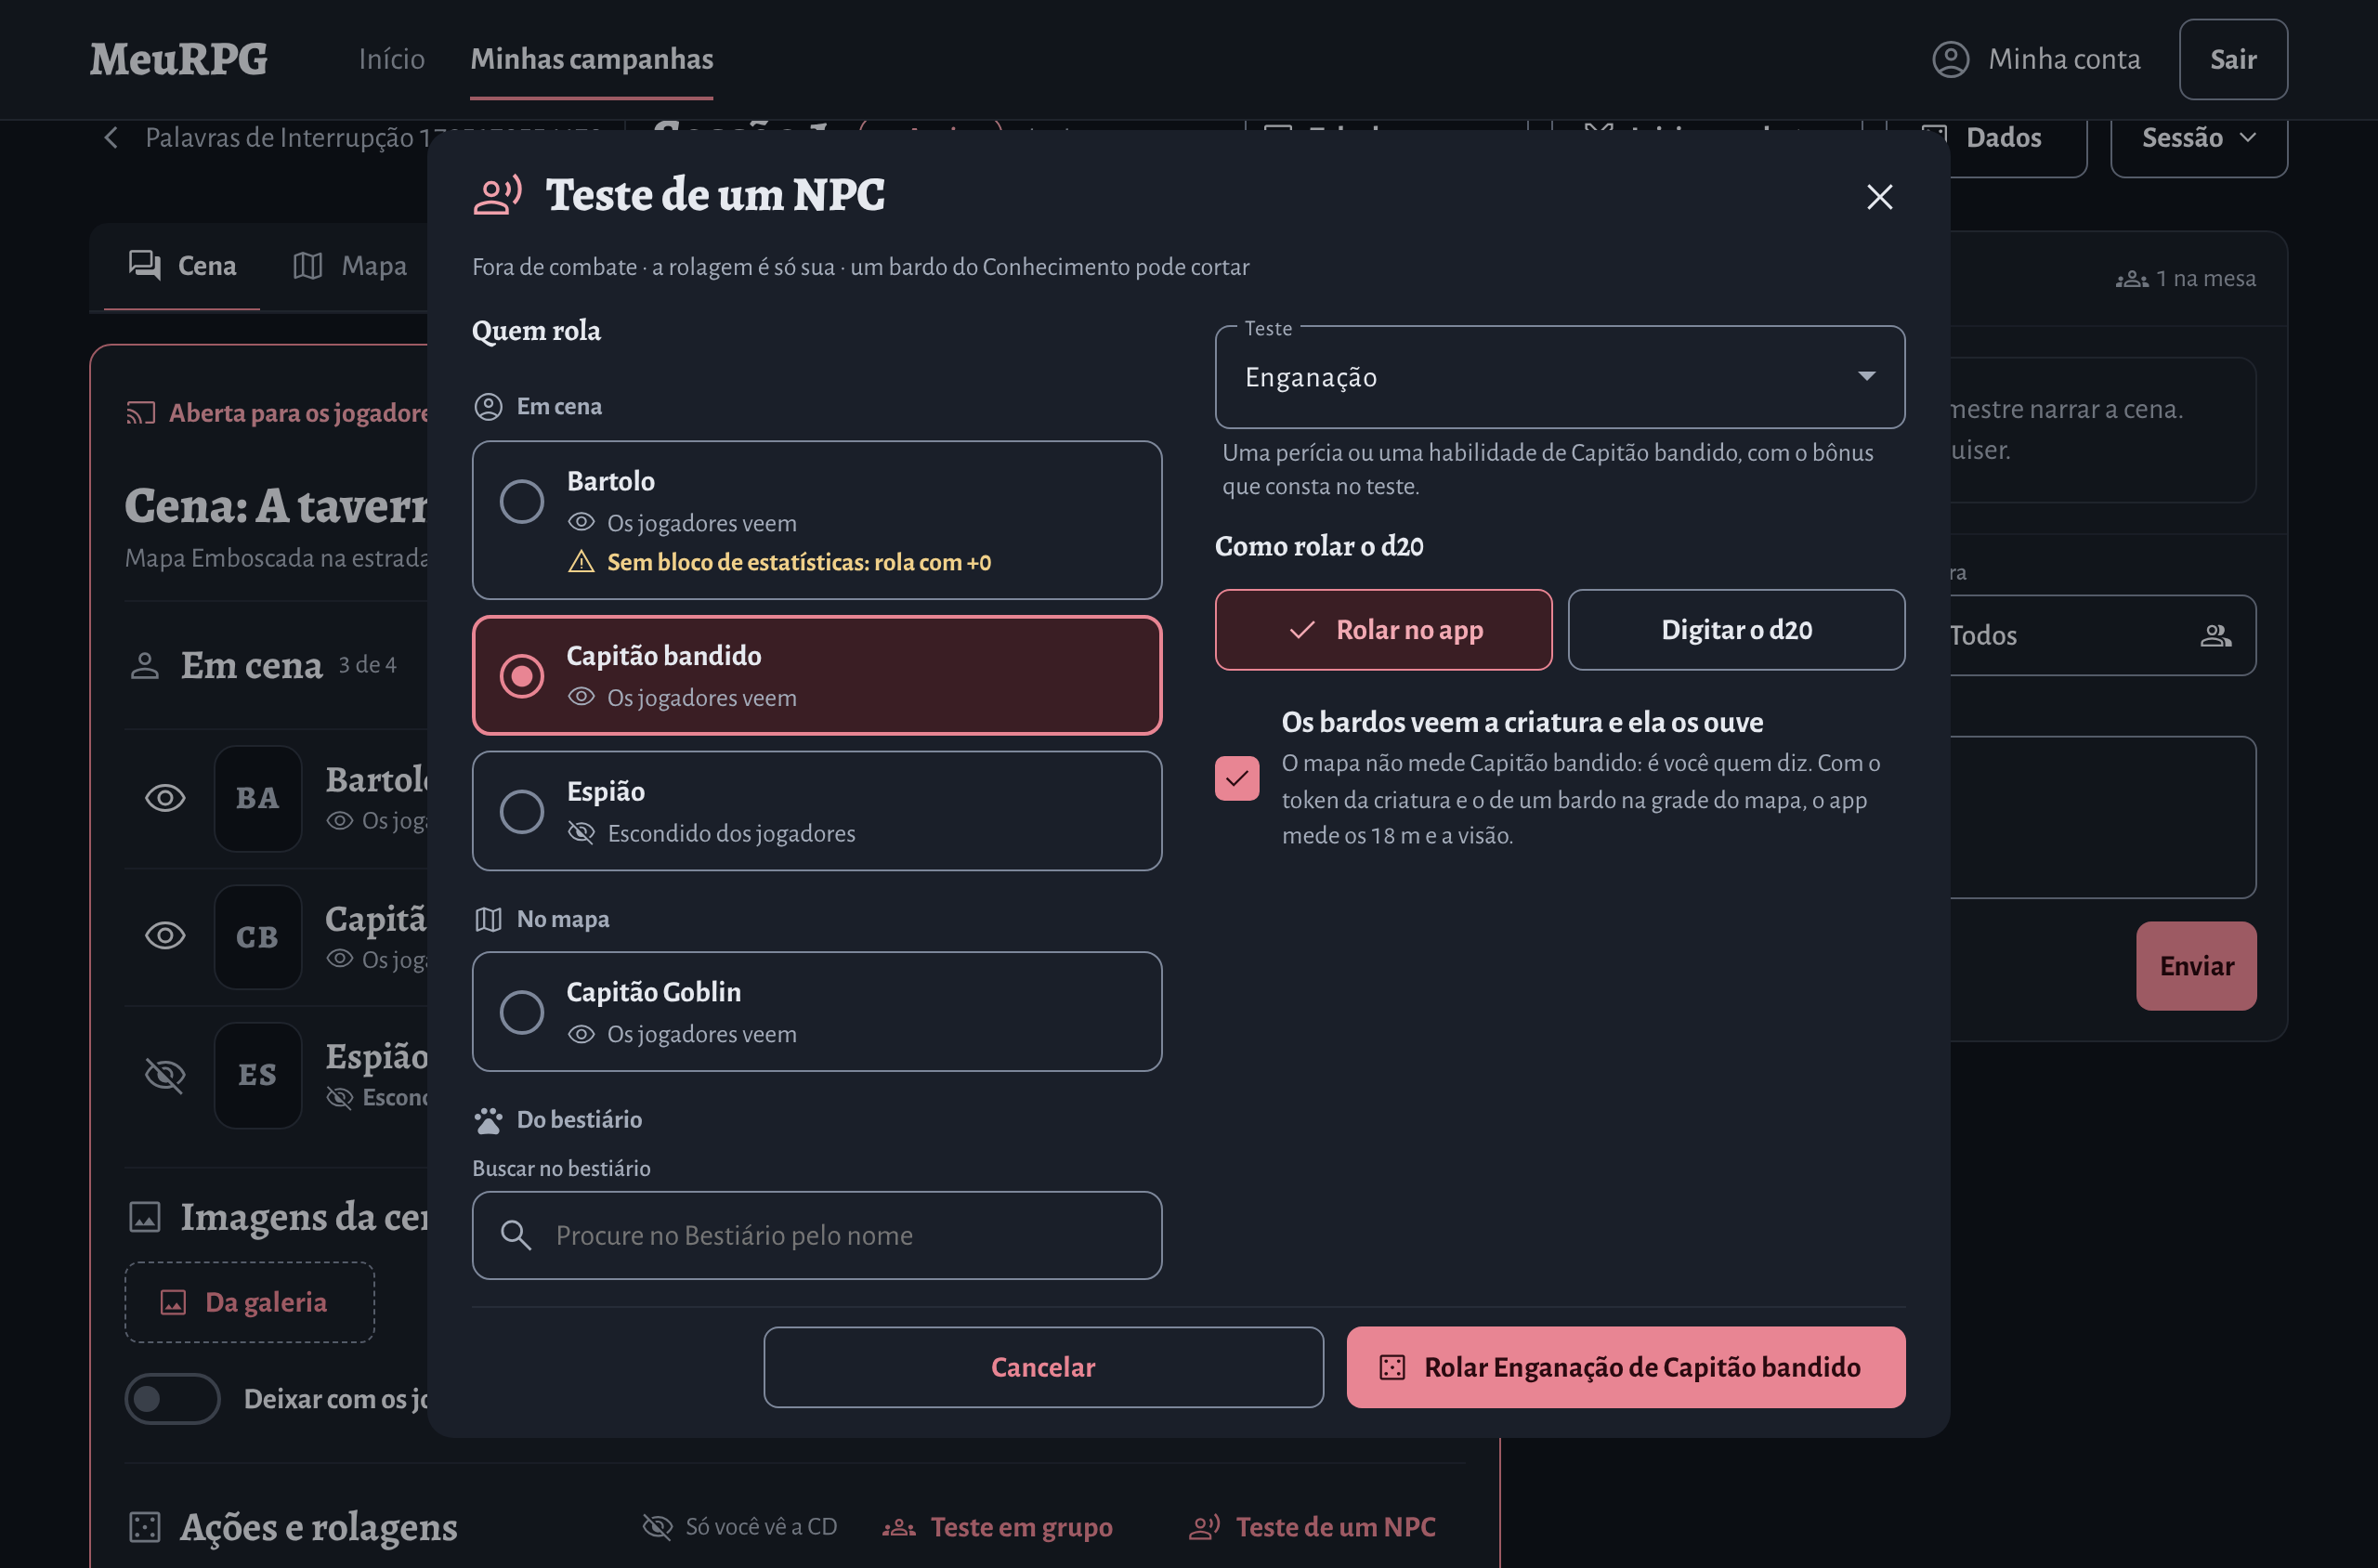 MeuRPG
Início
Minhas campanhas
Minha conta
Sair
Palavras de Interrupção
Dados
Sessão
Teste de um NPC
Fora de combate · a rolagem é só sua · um bardo do Conhecimento pode cortar
Cena
Mapa
1 na mesa
Aberta para os
Cena: A
Mapa Emboscada na estrada
Em cena 3 de 4
BA
Os
CB
Os
ES
Espião
Imagens da
Da galeria
Deixar com os
Quem rola
Em cena
Bartolo
Os jogadores veem
Sem bloco de estatísticas: rola com +0
Capitão bandido
Os jogadores veem
Espião
Escondido dos jogadores
No mapa
Capitão Goblin
Os jogadores veem
Do bestiário
Buscar no bestiário
Procure no Bestiário pelo nome
Teste
Enganação
Uma perícia ou uma habilidade de Capitão bandido, com o bônus
que consta no teste.
Como rolar o d20
Rolar no app
Digitar o d20
Os bardos veem a criatura e ela os ouve
O mapa não mede Capitão bandido: é você quem diz. Com o
token da criatura e o de um bardo na grade do mapa, o app
mede os 18 m e a visão.
Cancelar
Rolar Enganação de Capitão bandido
mestre narrar a cena.
Todos
Enviar
Ações e rolagens
Só você vê a CD
Teste em grupo
Teste de um NPC